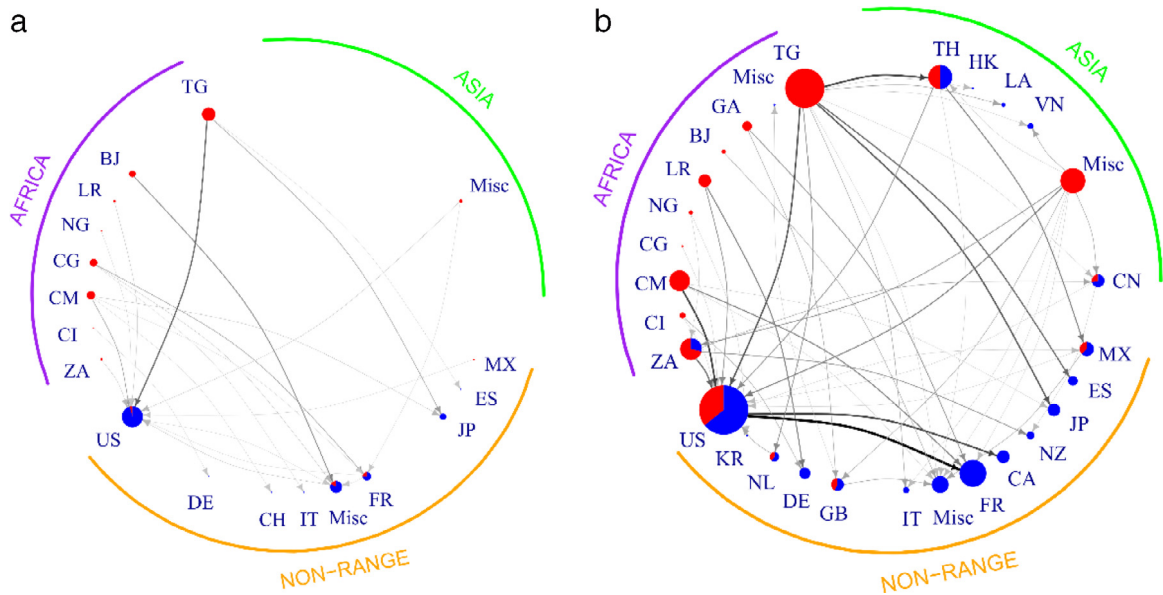 a
ASIA
AFRICA
TG
BJ
LR
NG
CG
CM
CI
ZA
US
Misc
MX
ES
JP
DE
CH
IT
Misc
FR
NON-RANGE
b
ASIA
AFRICA
TG
Misc
GA
BJ
LR
NG
CG
CM
CI
ZA
US
TH
HK
LA
VN
Misc
CN
MX
ES
JP
NZ
CA
FR
Misc
IT
GB
DE
NL
KR
NON-RANGE